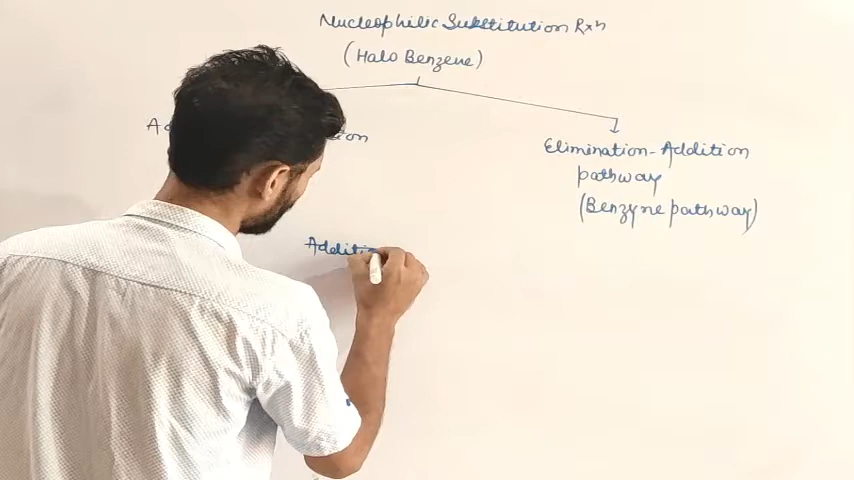 Nucleophilic Substitution Rxn
(Halo Benzene)
Elimination-Addition
pathway
(Benzyne pathway)